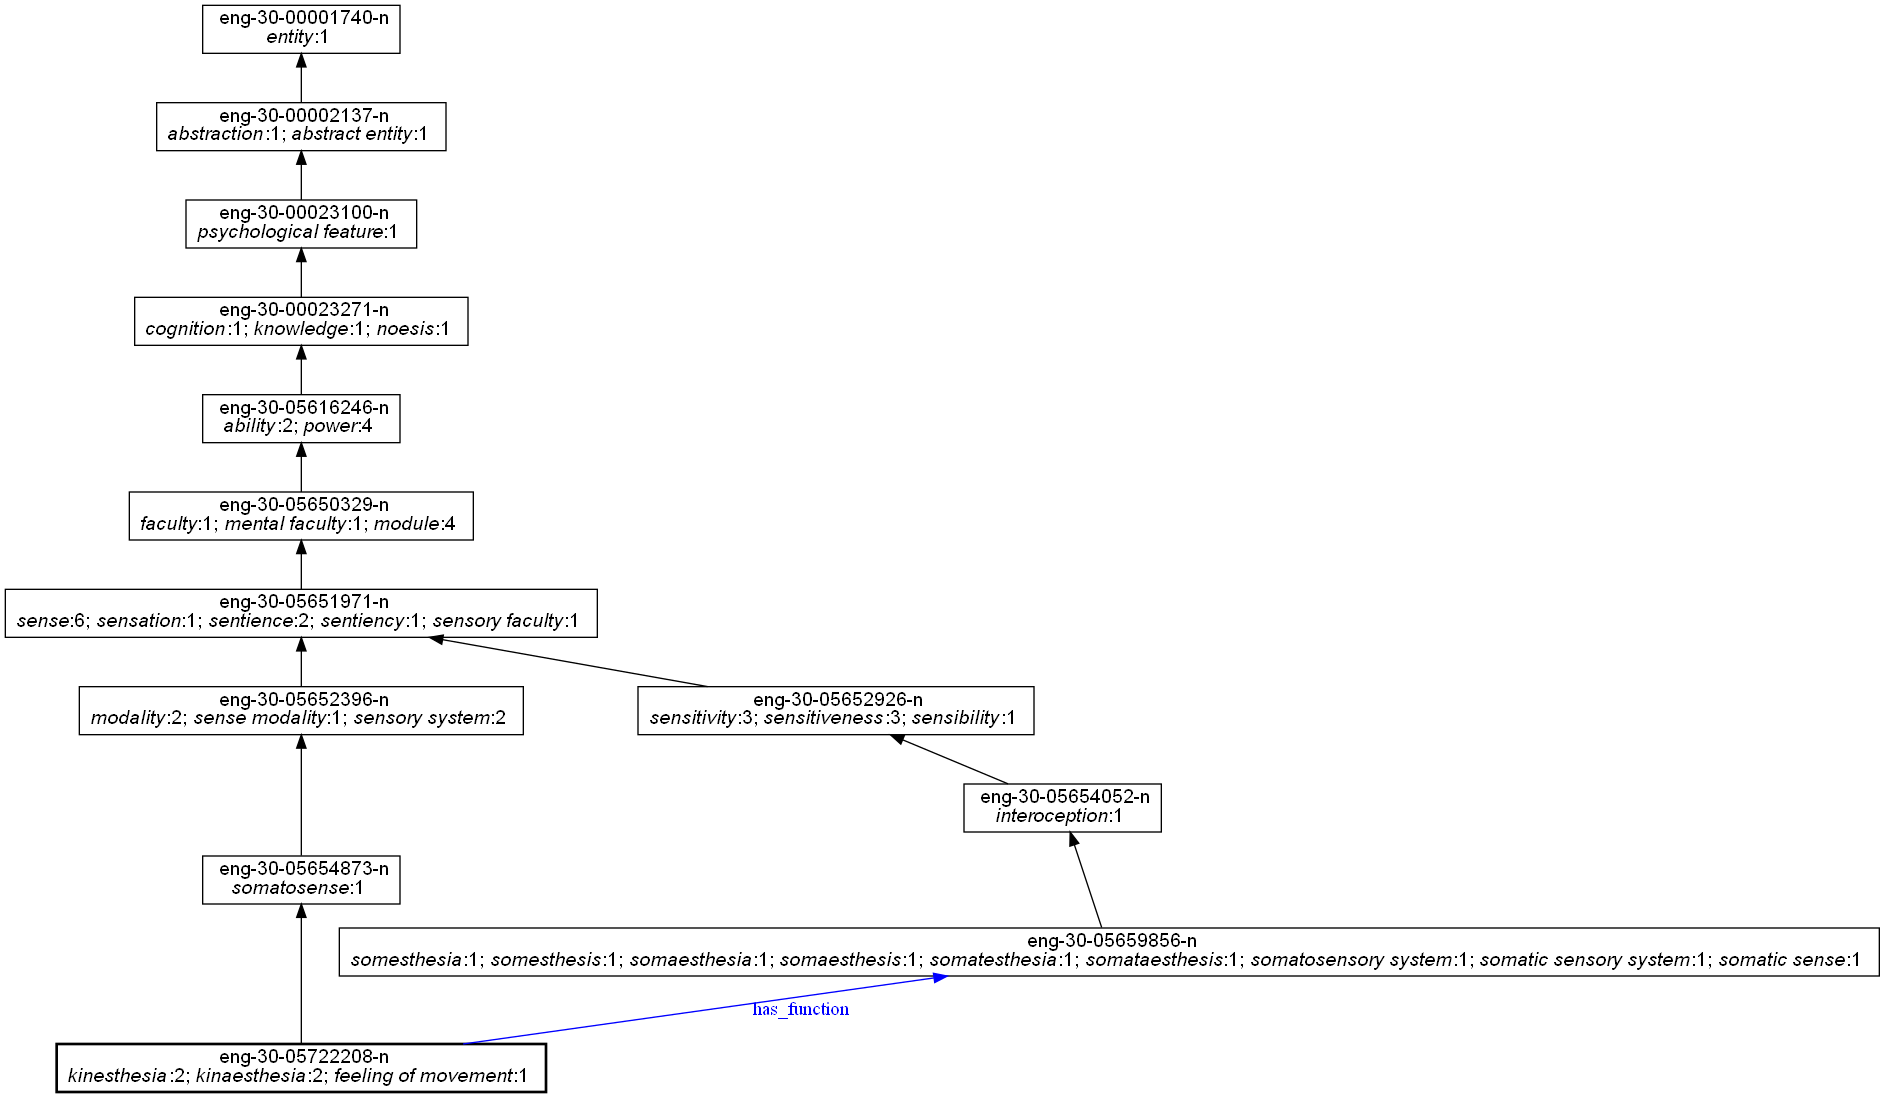 eng-30-00001740-n
entity:1
eng-30-00002137-n
abstraction:1; abstract entity:1
eng-30-00023100-n
psychological feature:1
eng-30-00023271-n
cognition:1; knowledge:1; noesis:1
eng-30-05616246-n
ability:2; power:4
eng-30-05650329-n
faculty:1; mental faculty:1; module:4
eng-30-05651971-n
sense:6; sensation:1; sentience:2; sentiency:1; sensory faculty:1
eng-30-05652396-n
modality:2; sense modality:1; sensory system:2
eng-30-05652926-n
sensitivity:3; sensitiveness:3; sensibility:1
eng-30-05654052-n
interoception:1
eng-30-05654873-n
somatosense:1
eng-30-05659856-n
somesthesia:1; somesthesis:1; somaesthesia:1; somaesthesis:1; somatesthesia:1; somataesthesis:1; somatosensory system:1; somatic sensory system:1; somatic sense:1
has_function
eng-30-05722208-n
kinesthesia:2; kinaesthesia:2; feeling of movement:1